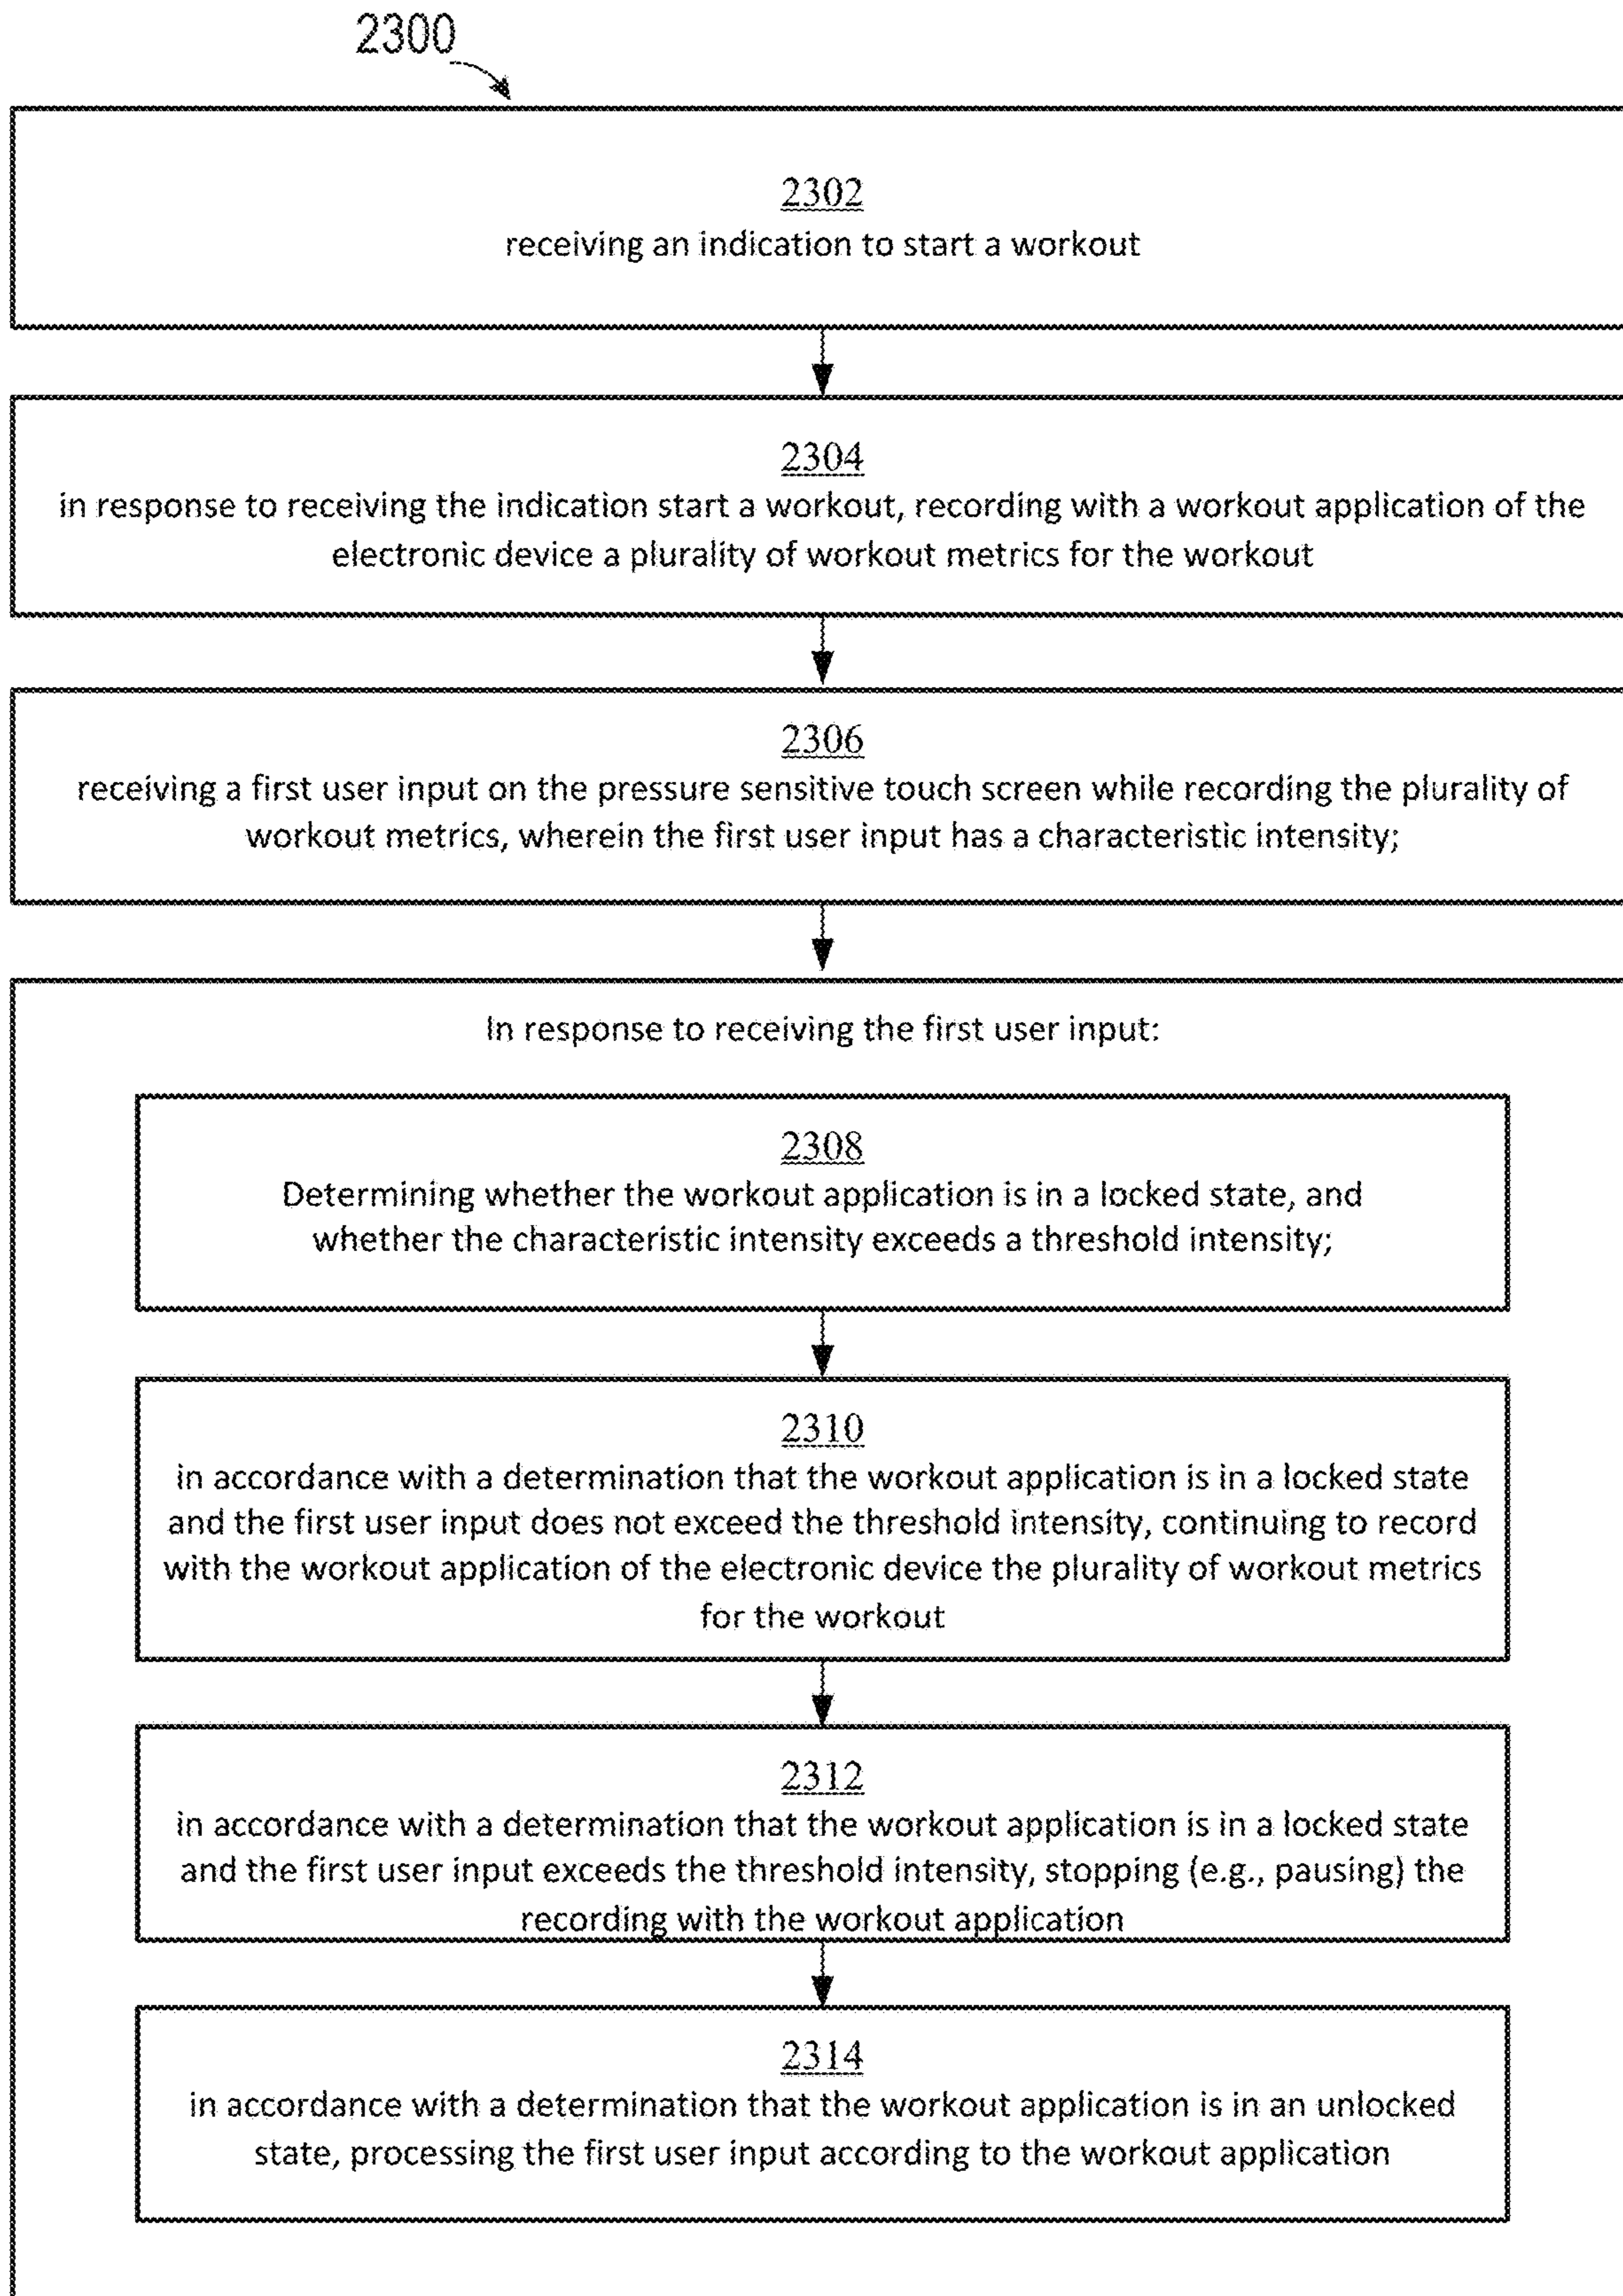 2300
2302
receiving an indication to start a workout
2304
in response to receiving the indication start a workout, recording with a workout application of the
electronic device a plurality of workout metrics for the workout
2306
receiving a first user input on the pressure sensitive touch screen while recording the plurality of
workout metrics, wherein the first user input has a characteristic intensity;
In response to receiving the first user input:
2308
Determining whether the workout application is in a locked state, and
whether the characteristic intensity exceeds a threshold intensity;
2310
in accordance with a determination that the workout application is in a locked state
and the first user input does not exceed the threshold intensity, continuing to record
with the workout application of the electronic device the plurality of workout metrics
for the workout
2312
in accordance with a determination that the workout application is in a locked state
and the first user input exceeds the threshold intensity, stopping (e.g., pausing) the
recording with the workout application
2314
in accordance with a determination that the workout application is in an unlocked
state, processing the first user input according to the workout application